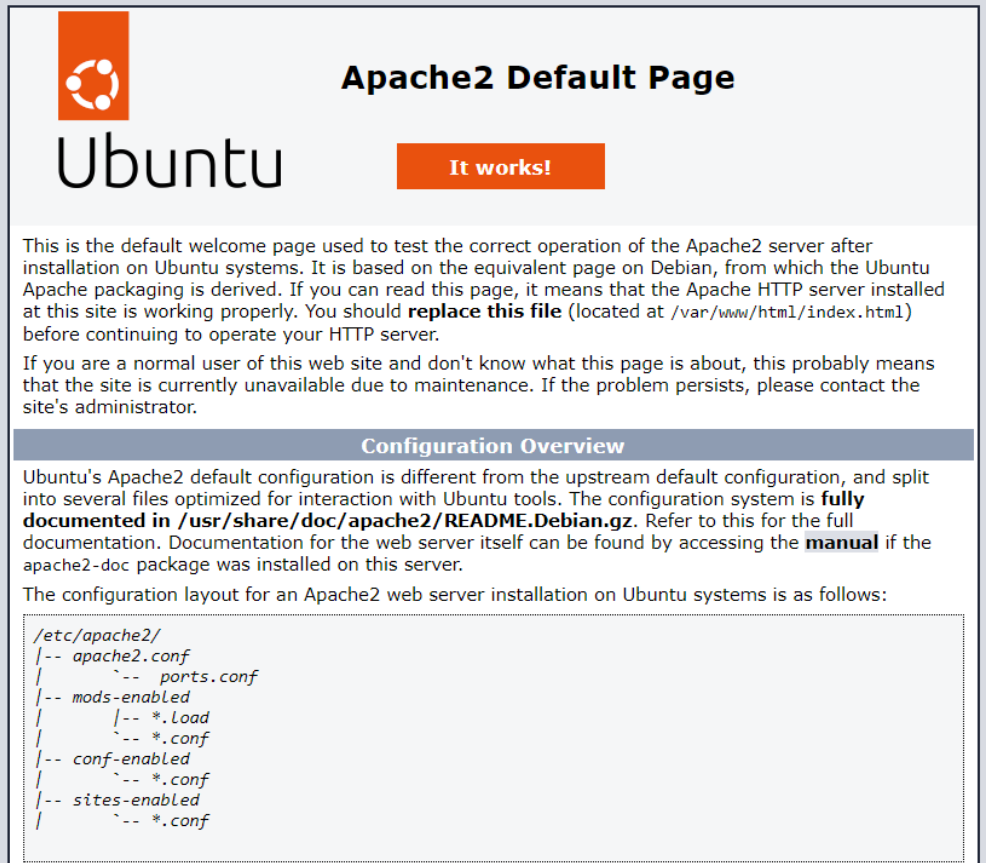 Apache2 Default Page
Ubuntu
It works!
This is the default welcome page used to test the correct operation of the Apache2 server after
installation on Ubuntu systems. It is based on the equivalent page on Debian, from which the Ubuntu
Apache packaging is derived. If you can read this page, it means that the Apache HTTP server installed
at this site is working properly. You should replace this file (located at /var/www/html/index.html)
before continuing to operate your HTTP server.
If you are a normal user of this web site and don't know what this page is about, this probably means
that the site is currently unavailable due to maintenance. If the problem persists, please contact the
site's administrator.
Configuration Overview
Ubuntu's Apache2 default configuration is different from the upstream default configuration, and split
into several files optimized for interaction with Ubuntu tools. The configuration system is fully
documented in /usr/share/doc/apache2/README.Debian.gz. Refer to this for the full
documentation. Documentation for the web server itself can be found by accessing the manual if the
apache2-doc package was installed on this server.
The configuration layout for an Apache2 web server installation on Ubuntu systems is as follows:
/etc/apache2/
|-- apache2.conf
|       `--  ports.conf
|-- mods-enabled
|       |-- *.load
|       `-- *.conf
|-- conf-enabled
|       `-- *.conf
|-- sites-enabled
|       `-- *.conf